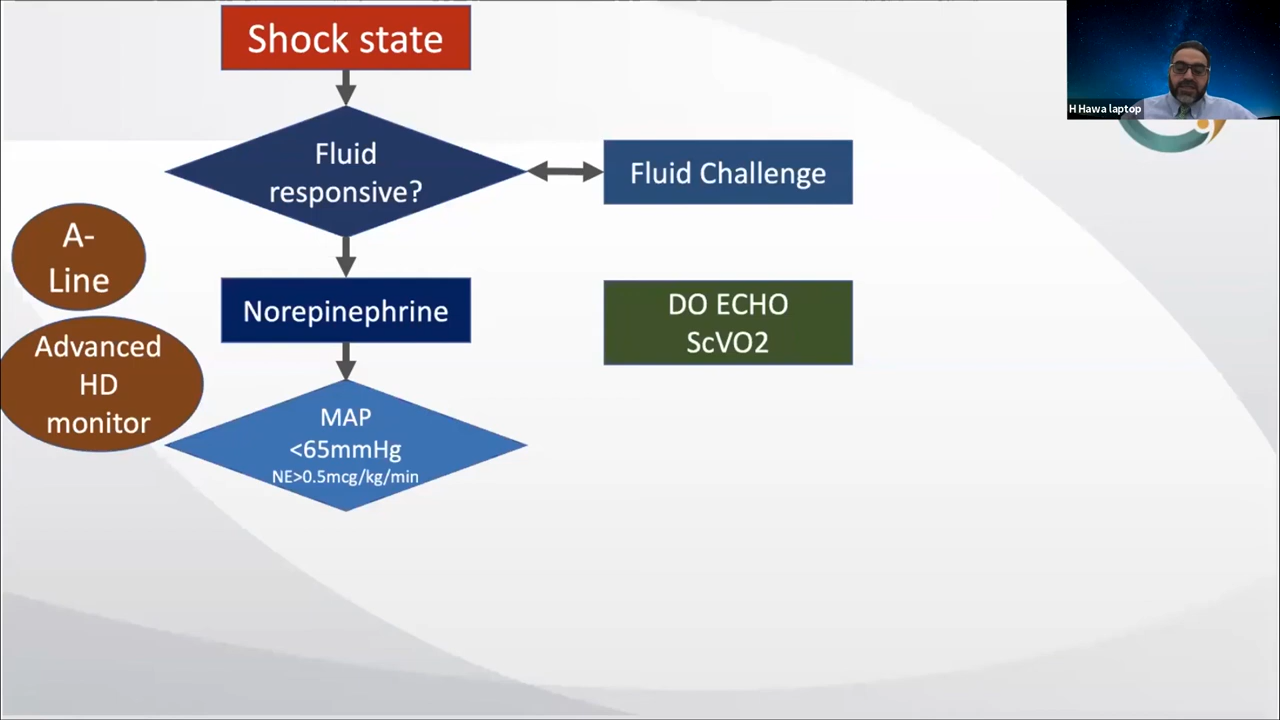 Shock state
H Hawa laptop
Fluid
responsive?
Fluid Challenge
A-
Line
Norepinephrine
DO ECHO
ScVO2
Advanced
HD
monitor
MAP
<65mmHg
NE>0.5mcg/kg/min